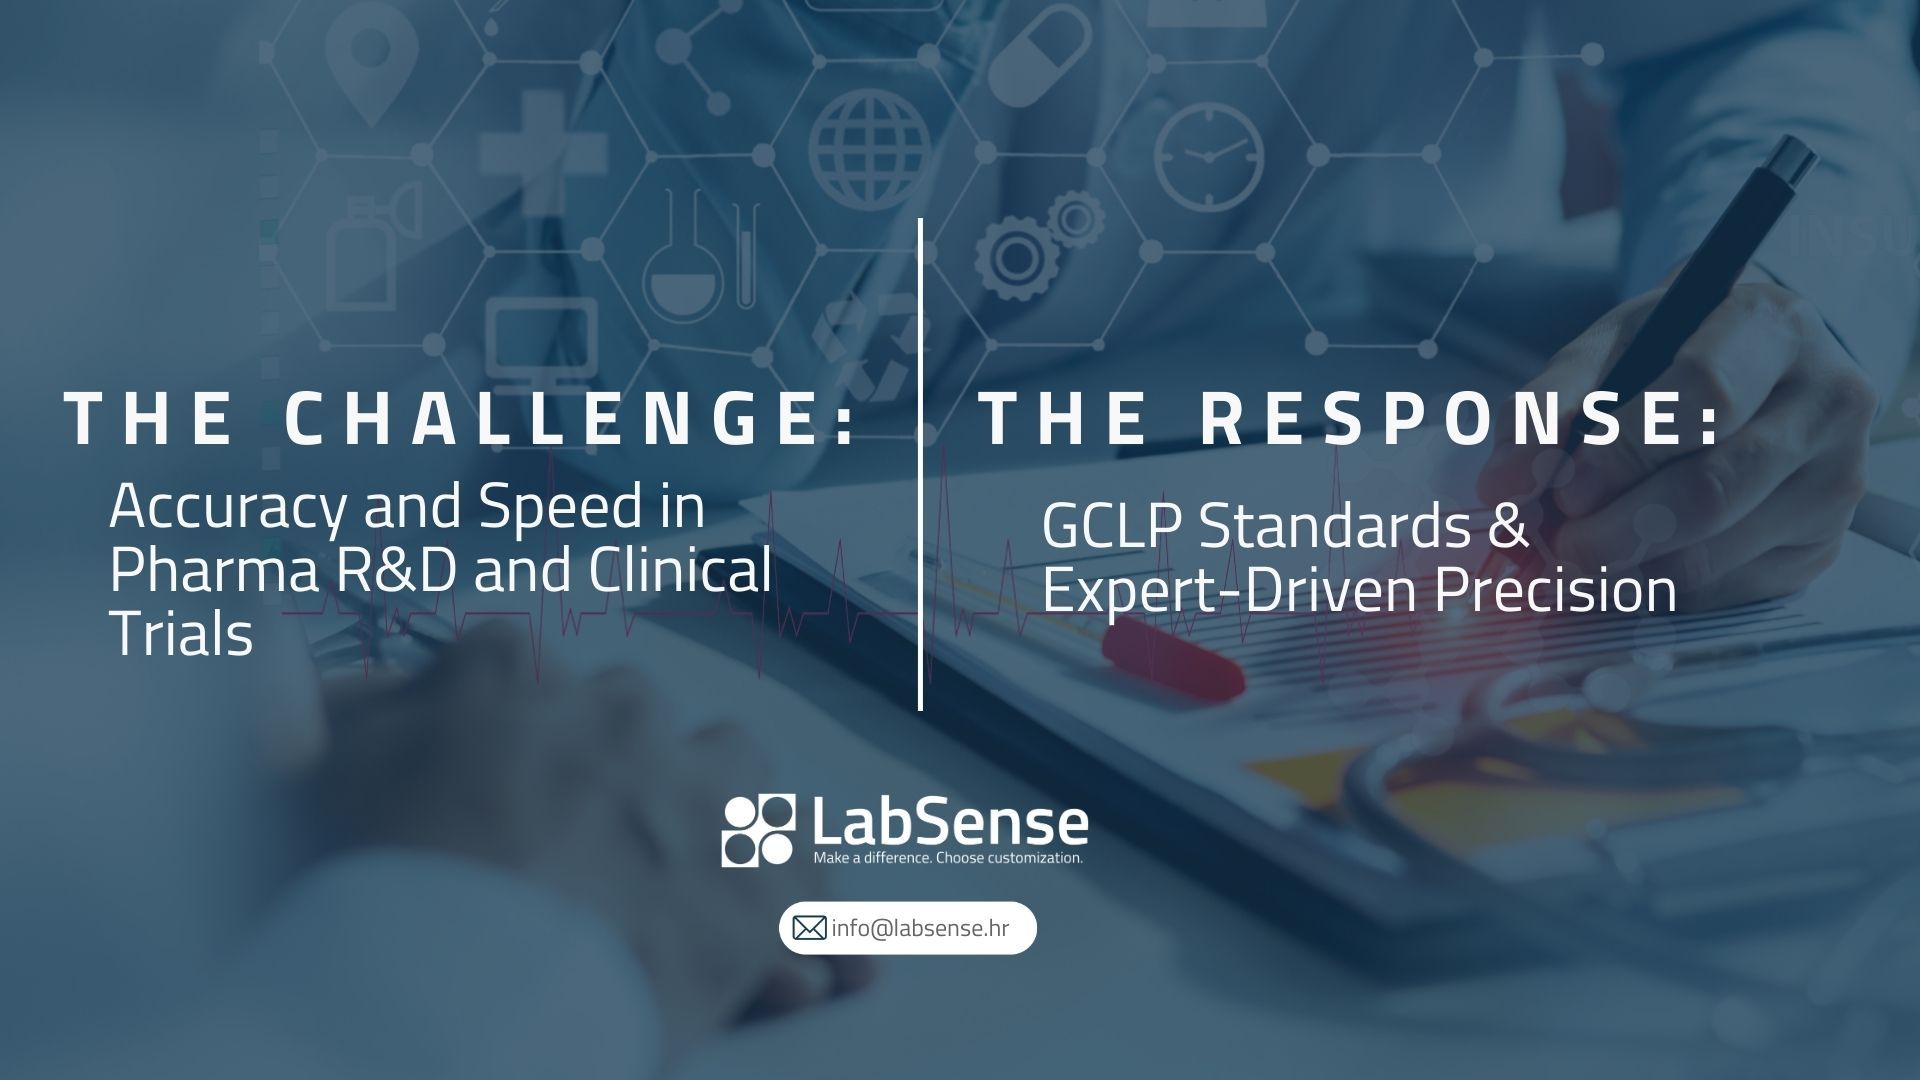 THE CHALLENGE:
Accuracy and Speed in
Pharma R&D and Clinical
Trials
THE RESPONSE:
GCLP Standards &
Expert-Driven Precision
LabSense
Make a difference. Choose customization.
info@labsense.hr
INSU